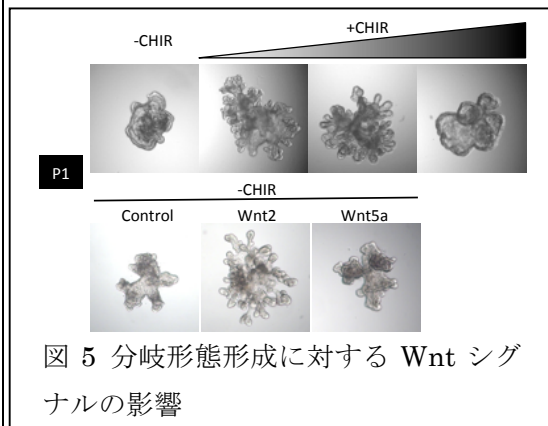 -CHIR
+CHIR
P1
-CHIR
Control Wnt2 Wnt5a
図 5 分岐形態形成に対する Wnt シグ
ナルの影響